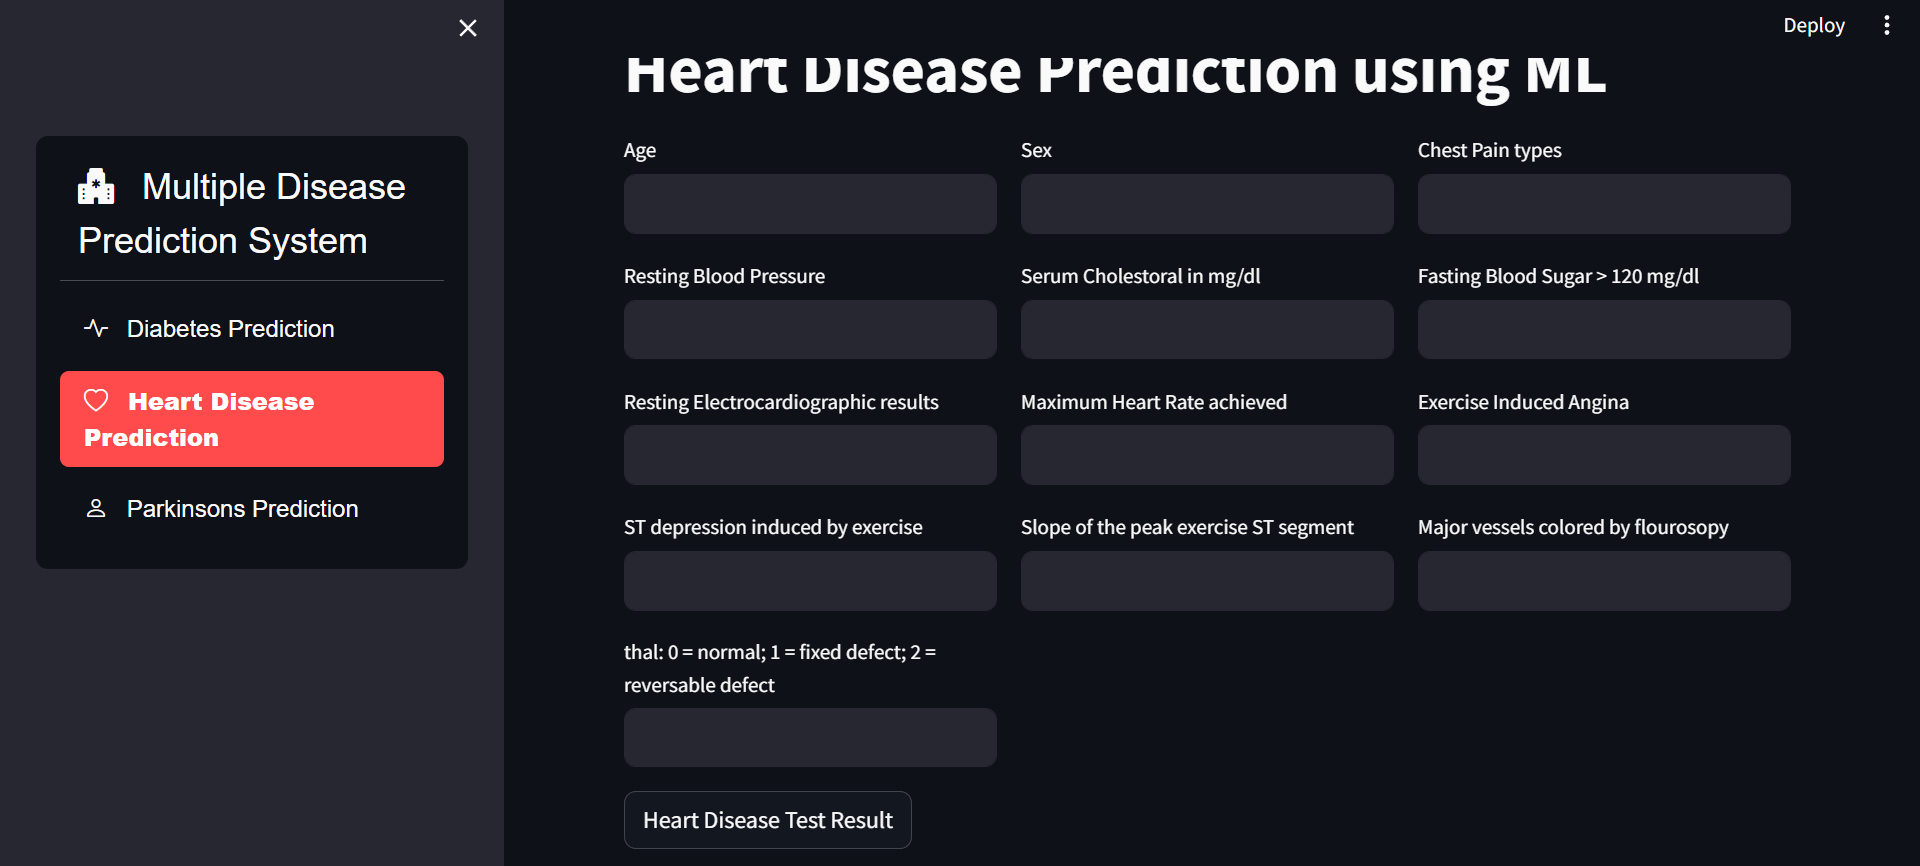 Deploy
Multiple Disease
Prediction System
Diabetes Prediction
Heart Disease
Prediction
Parkinsons Prediction
Heart Disease Prediction using ML
Age
Sex
Chest Pain types
Resting Blood Pressure
Serum Cholestoral in mg/dl
Fasting Blood Sugar > 120 mg/dl
Resting Electrocardiographic results
Maximum Heart Rate achieved
Exercise Induced Angina
ST depression induced by exercise
Slope of the peak exercise ST segment
Major vessels colored by flourosopy
thal: 0 = normal; 1 = fixed defect; 2 =
reversable defect
Heart Disease Test Result